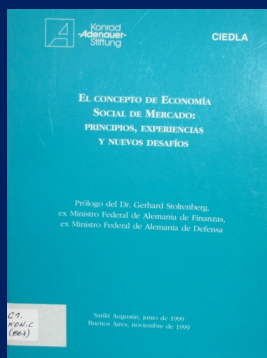 Konrad
-Adenauer-
Stiftung
CIEDLA
EL CONCEPTO DE ECONOMÍA
SOCIAL DE MERCADO:
PRINCIPIOS, EXPERIENCIAS
Y NUEVOS DESAFÍOS
Prólogo del Dr. Gerhard Stoltenberg,
ex Ministro Federal de Alemania de Finanzas,
ex Ministro Federal de Alemania de Defensa
Sankt Augustin, junio de 1999
Buenos Aires, noviembre de 1999
C1.
KON.C